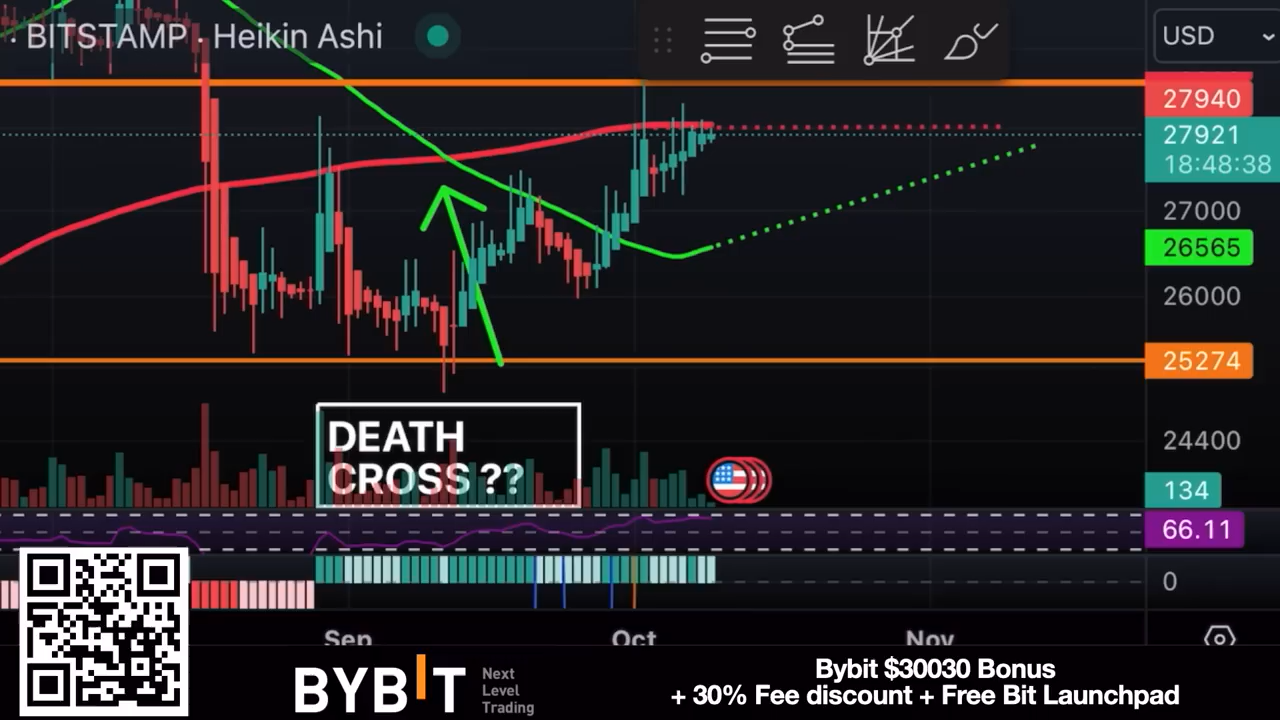 · BITSTAMP · Heikin Ashi
USD
27940
27921
18:48:38
27000
26565
26000
25274
DEATH
CROSS ??
24400
134
66.11
0
Sep Oct Nov
BYBIT
Next
Level
Trading
Bybit $30030 Bonus
+ 30% Fee discount + Free Bit Launchpad